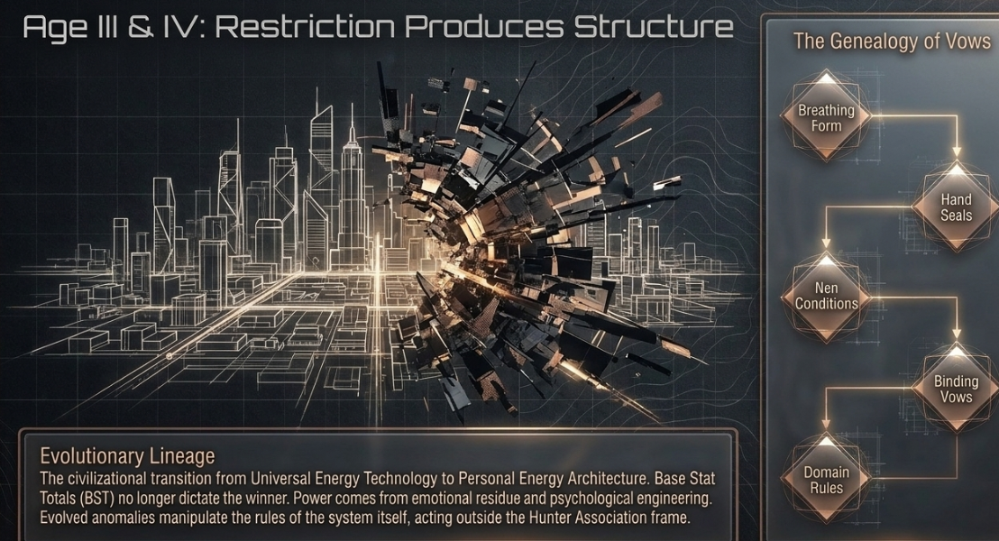 Age III & IV: Restriction Produces Structure
The Genealogy of Vows
Breathing
Form
Hand
Seals
Nen
Conditions
Binding
Vows
Domain
Rules
Evolutionary Lineage
The civilizational transition from Universal Energy Technology to Personal Energy Architecture. Base Stat
Totals (BST) no longer dictate the winner. Power comes from emotional residue and psychological engineering.
Evolved anomalies manipulate the rules of the system itself, acting outside the Hunter Association frame.